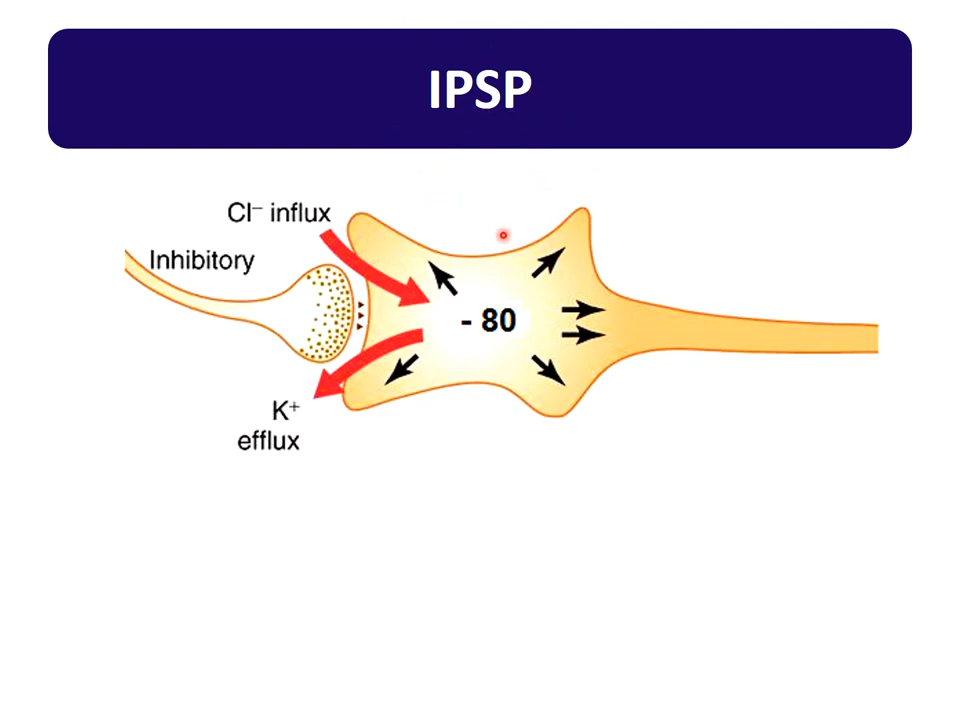 IPSP
Cl⁻ influx
Inhibitory
- 80
K⁺
efflux